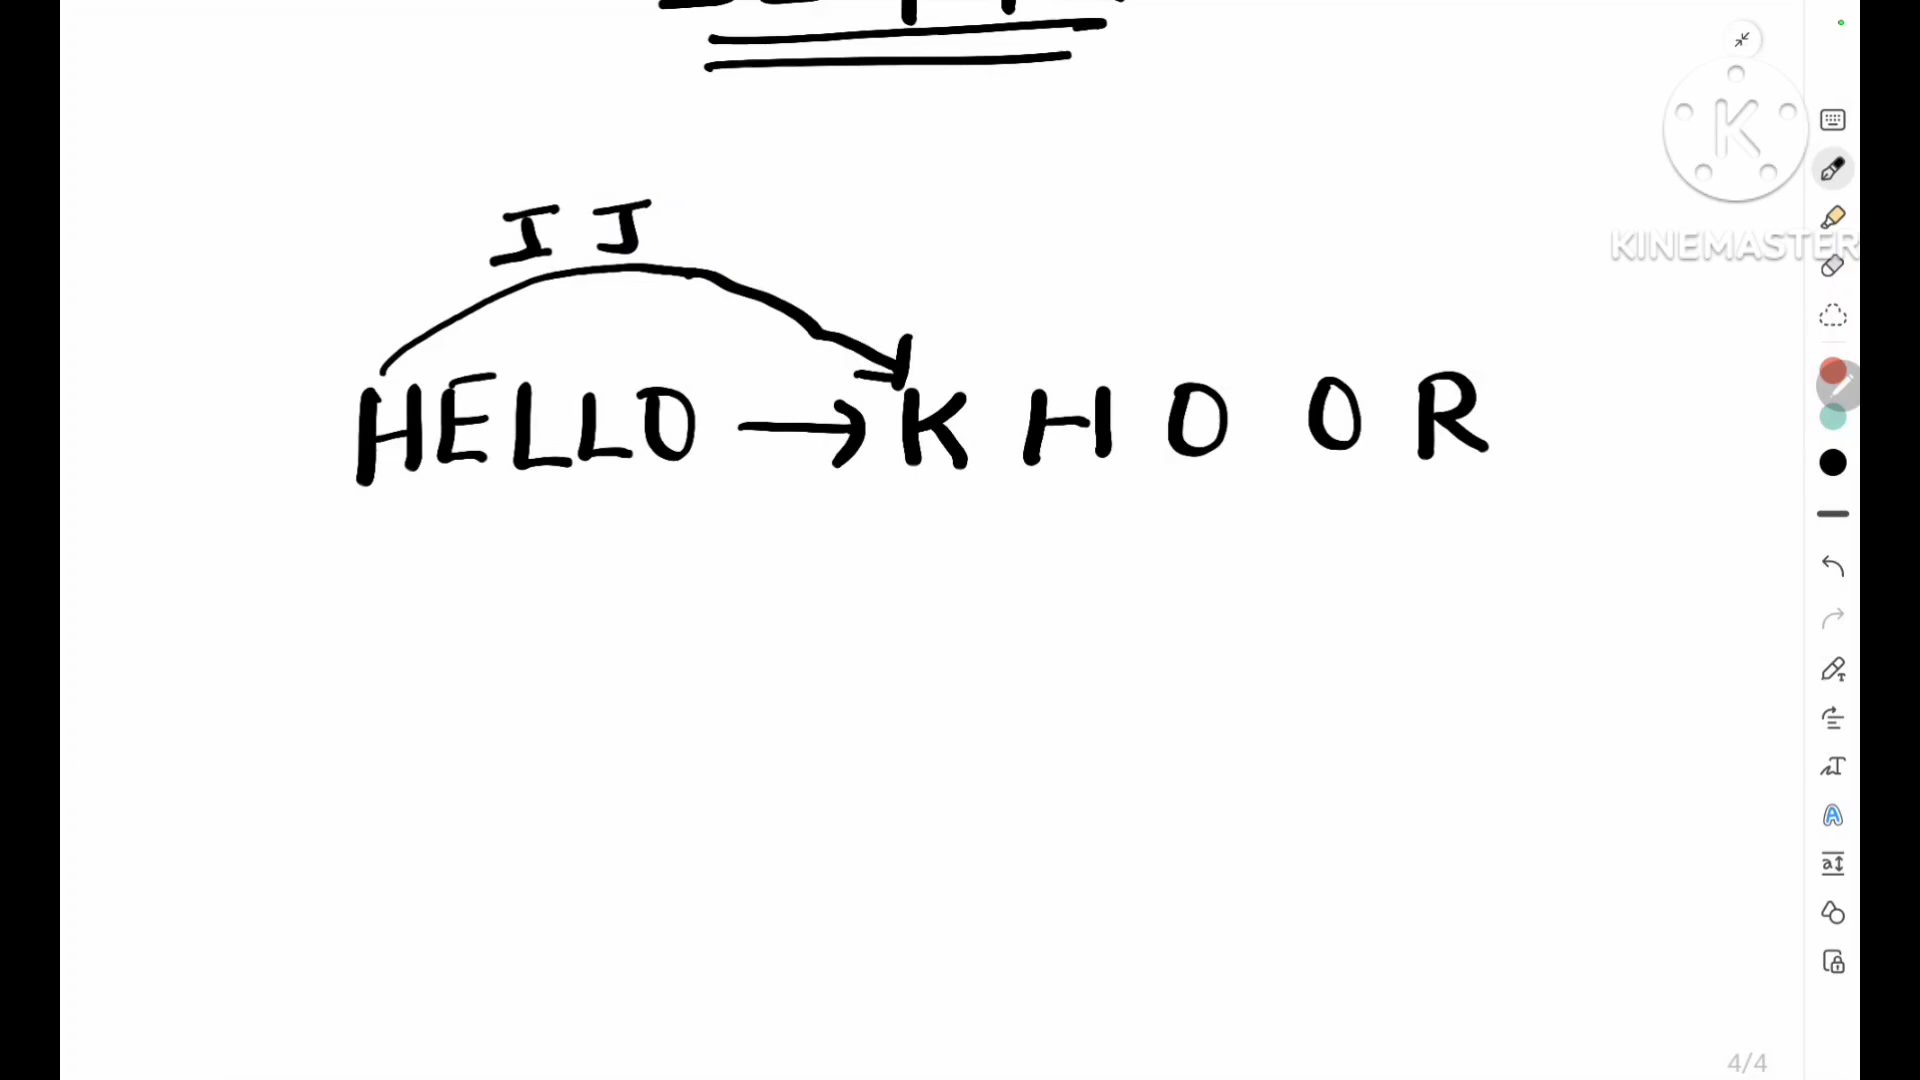 K
KINEMASTER
I J
HELLO → K H O O R
4/4